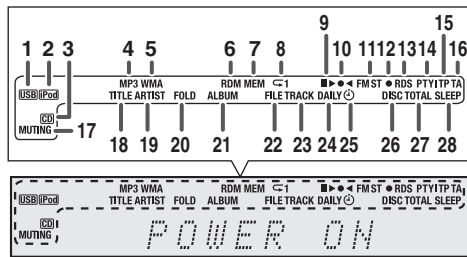 9 15
1 2 3 4 5 6 7 8 10 11 12 13 14 16
MP3 WMA RDM MEM 1 ■►●◄ FM ST ● RDS PTYI TP TA
USB iPod TITLE ARTIST FOLD ALBUM FILE TRACK DAILY DISC TOTAL SLEEP
CD
MUTING 17
18 19 20 21 22 23 24 25 26 27 28
MP3 WMA RDM MEM 1 ■►●◄ FM ST ● RDS PTYI TP TA
USB iPod TITLE ARTIST FOLD ALBUM FILE TRACK DAILY DISC TOTAL SLEEP
CD
MUTING
POWER ON